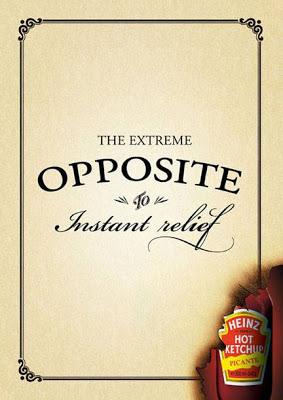 THE EXTREME
OPPOSITE
To
Instant relief
HEINZ
HOT
KETCHUP
PICANTE